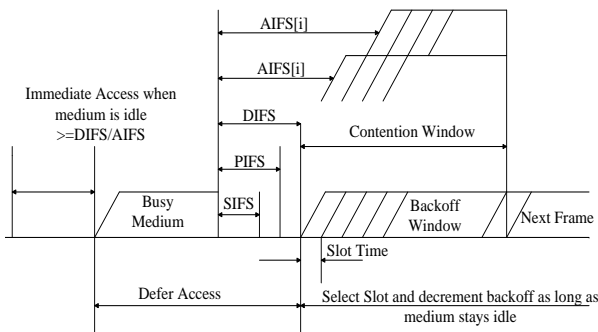 AIFS[i]
AIFS[i]
Immediate Access when
medium is idle
>=DIFS/AIFS
DIFS
Contention Window
PIFS
Busy
Medium
SIFS
Backoff
Window
Next Frame
Slot Time
Defer Access
Select Slot and decrement backoff as long as
medium stays idle